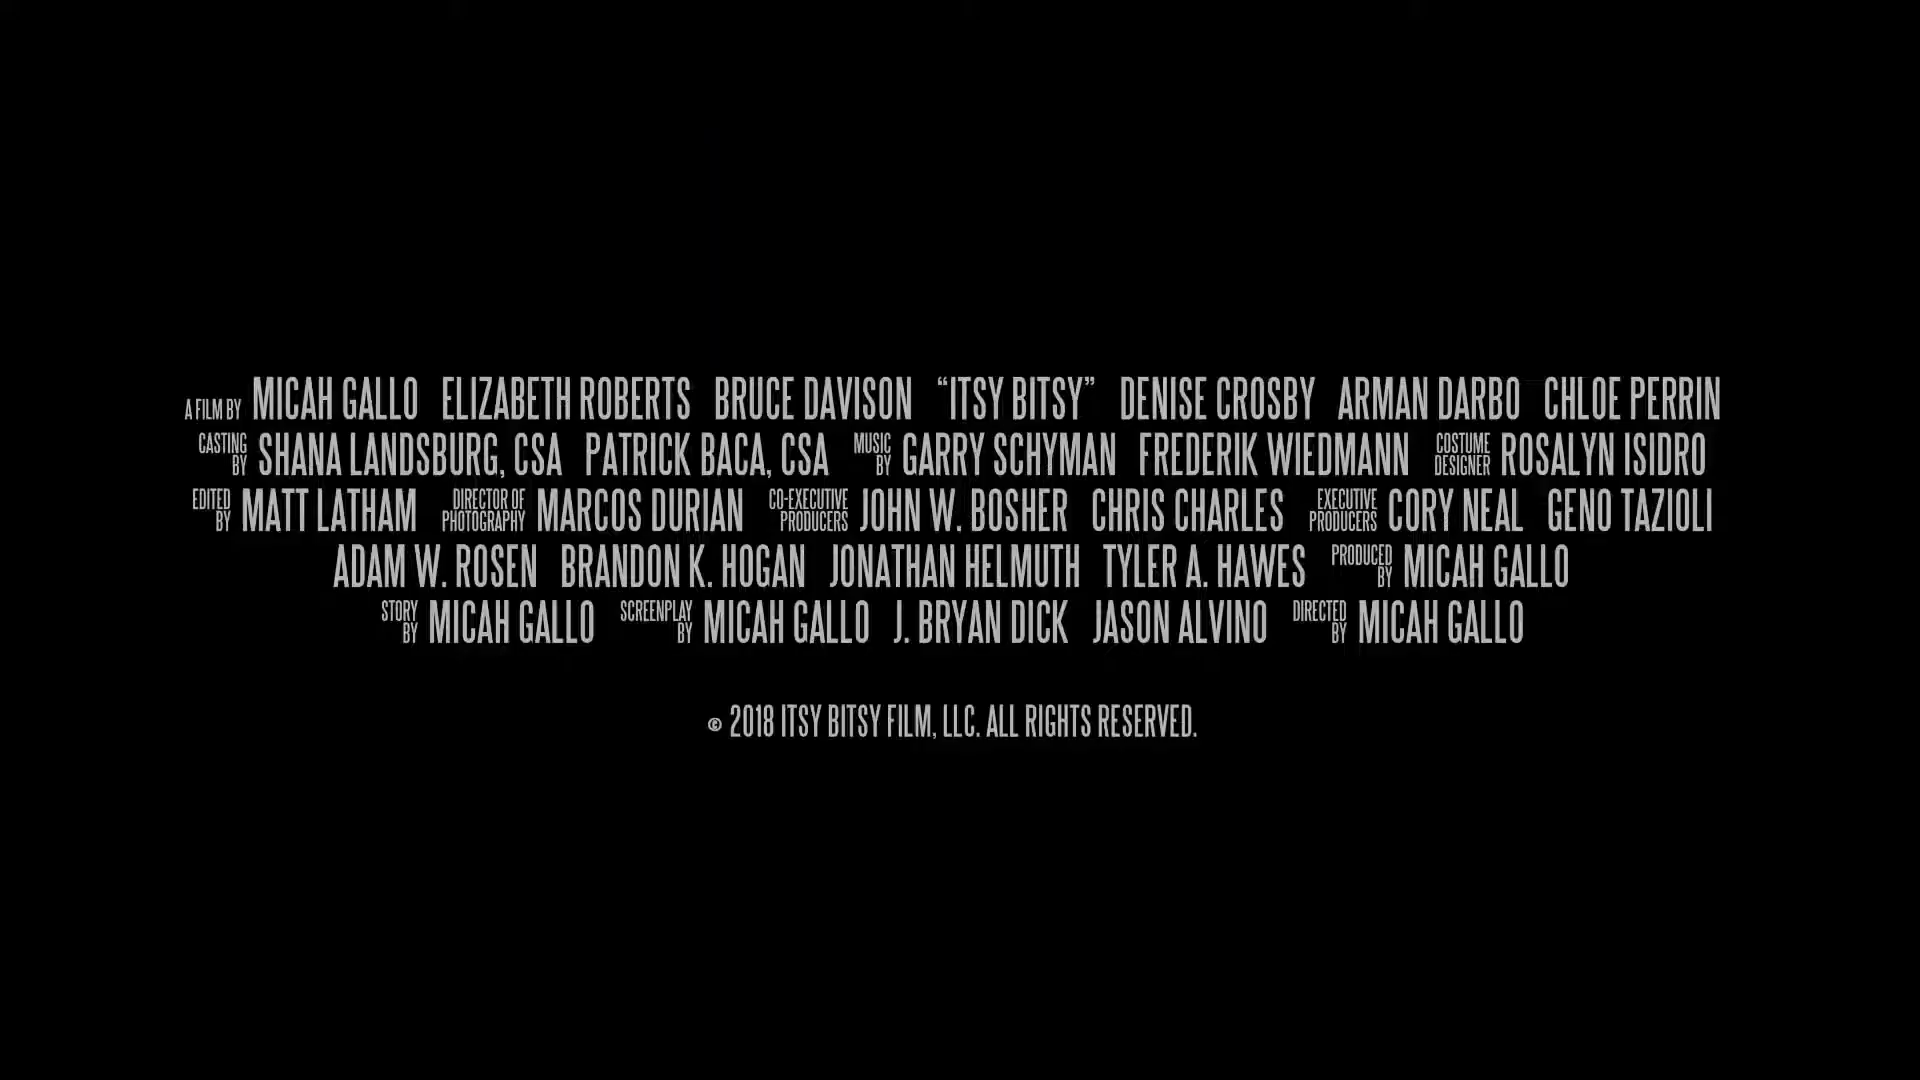 A FILM BY MICAH GALLO ELIZABETH ROBERTS BRUCE DAVISON “ITSY BITSY” DENISE CROSBY ARMAN DARBO CHLOE PERRIN
CASTING BY SHANA LANDSBURG, CSA PATRICK BACA, CSA MUSIC BY GARRY SCHYMAN FREDERIK WIEDMANN COSTUME DESIGNER ROSALYN ISIDRO
EDITED BY MATT LATHAM DIRECTOR OF PHOTOGRAPHY MARCOS DURIAN CO-EXECUTIVE PRODUCERS JOHN W. BOSHER CHRIS CHARLES EXECUTIVE PRODUCERS CORY NEAL GENO TAZIOLI
ADAM W. ROSEN BRANDON K. HOGAN JONATHAN HELMUTH TYLER A. HAWES PRODUCED BY MICAH GALLO
STORY BY MICAH GALLO SCREENPLAY BY MICAH GALLO J. BRYAN DICK JASON ALVINO DIRECTED BY MICAH GALLO
© 2018 ITSY BITSY FILM, LLC. ALL RIGHTS RESERVED.